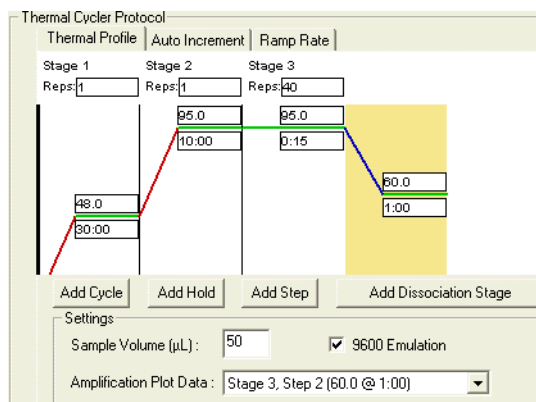 Thermal Cycler Protocol
Thermal Profile Auto Increment Ramp Rate
Stage 1 Stage 2 Stage 3
Reps: 1 Reps: 1 Reps: 40
95.0 95.0
10:00 0:15
60.0
1:00
48.0
30:00
Add Cycle Add Hold Add Step Add Dissociation Stage
Settings
Sample Volume (µL) : 50 9600 Emulation
Amplification Plot Data : Stage 3, Step 2 (60.0 @ 1:00)